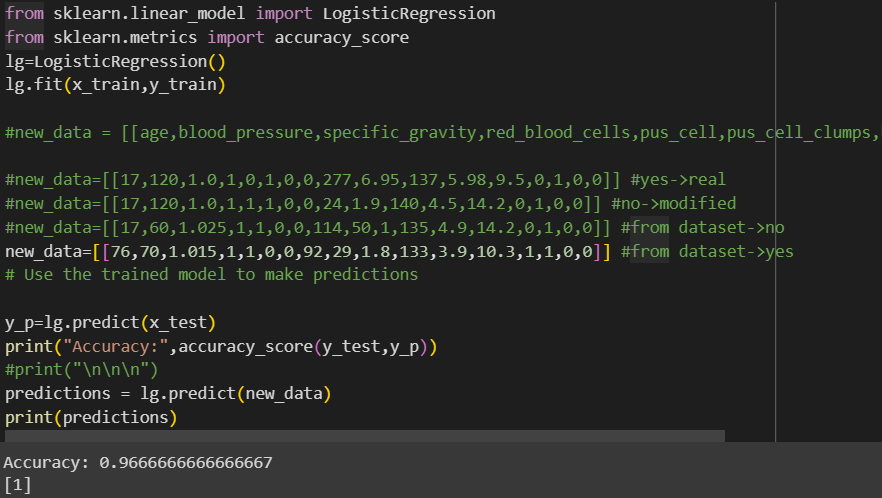 from sklearn.linear_model import LogisticRegression
from sklearn.metrics import accuracy_score
lg=LogisticRegression()
lg.fit(x_train,y_train)
#new_data = [[age,blood_pressure,specific_gravity,red_blood_cells,pus_cell,pus_cell_clumps,
#new_data=[[17,120,1.0,1,0,1,0,0,277,6.95,137,5.98,9.5,0,1,0,0]] #yes->real
#new_data=[[17,120,1.0,1,1,1,0,0,24,1.9,140,4.5,14.2,0,1,0,0]] #no->modified
#new_data=[[17,60,1.025,1,1,0,0,114,50,1,135,4.9,14.2,0,1,0,0]] #from dataset->no
new_data=[[76,70,1.015,1,1,0,0,92,29,1.8,133,3.9,10.3,1,1,0,0]] #from dataset->yes
# Use the trained model to make predictions
y_p=lg.predict(x_test)
print("Accuracy:",accuracy_score(y_test,y_p))
#print("\n\n\n")
predictions = lg.predict(new_data)
print(predictions)
Accuracy: 0.9666666666666667
[1]